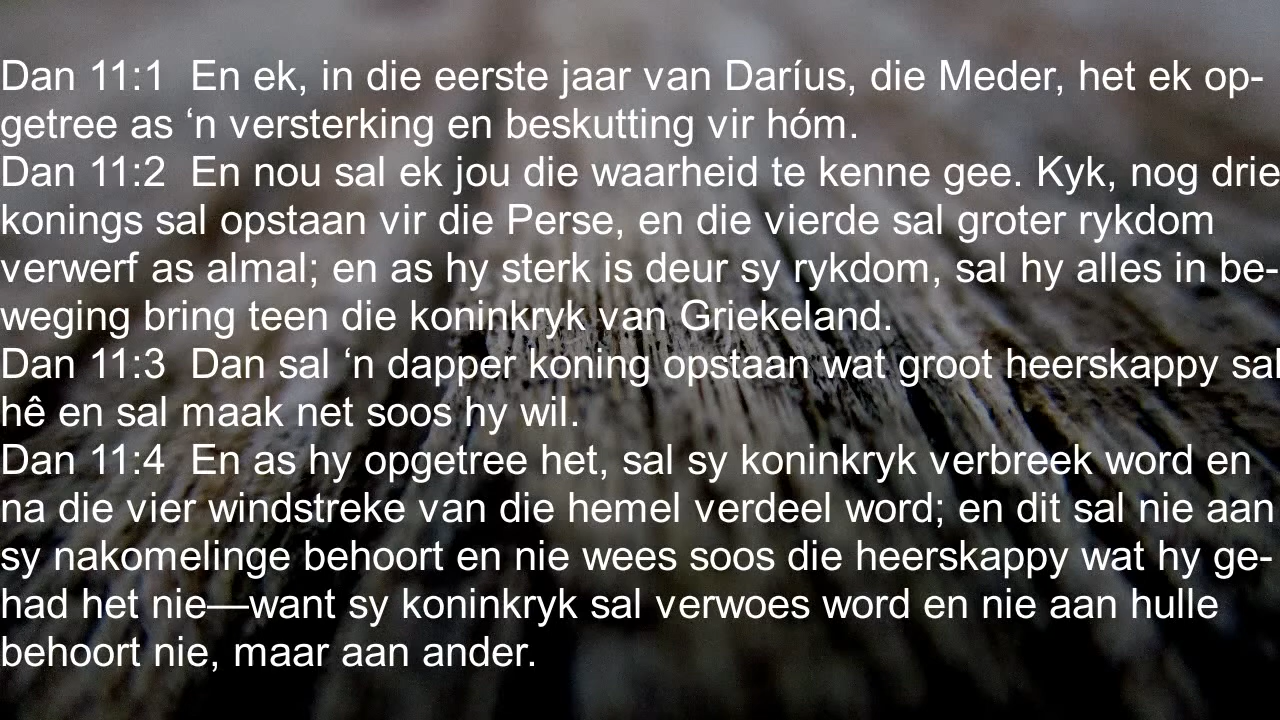 Dan 11:1  En ek, in die eerste jaar van Daríus, die Meder, het ek op-
getree as ‘n versterking en beskutting vir hóm.
Dan 11:2  En nou sal ek jou die waarheid te kenne gee. Kyk, nog drie
konings sal opstaan vir die Perse, en die vierde sal groter rykdom
verwerf as almal; en as hy sterk is deur sy rykdom, sal hy alles in be-
weging bring teen die koninkryk van Griekeland.
Dan 11:3  Dan sal ‘n dapper koning opstaan wat groot heerskappy sal
hê en sal maak net soos hy wil.
Dan 11:4  En as hy opgetree het, sal sy koninkryk verbreek word en
na die vier windstreke van die hemel verdeel word; en dit sal nie aan
sy nakomelinge behoort en nie wees soos die heerskappy wat hy ge-
had het nie—want sy koninkryk sal verwoes word en nie aan hulle
behoort nie, maar aan ander.